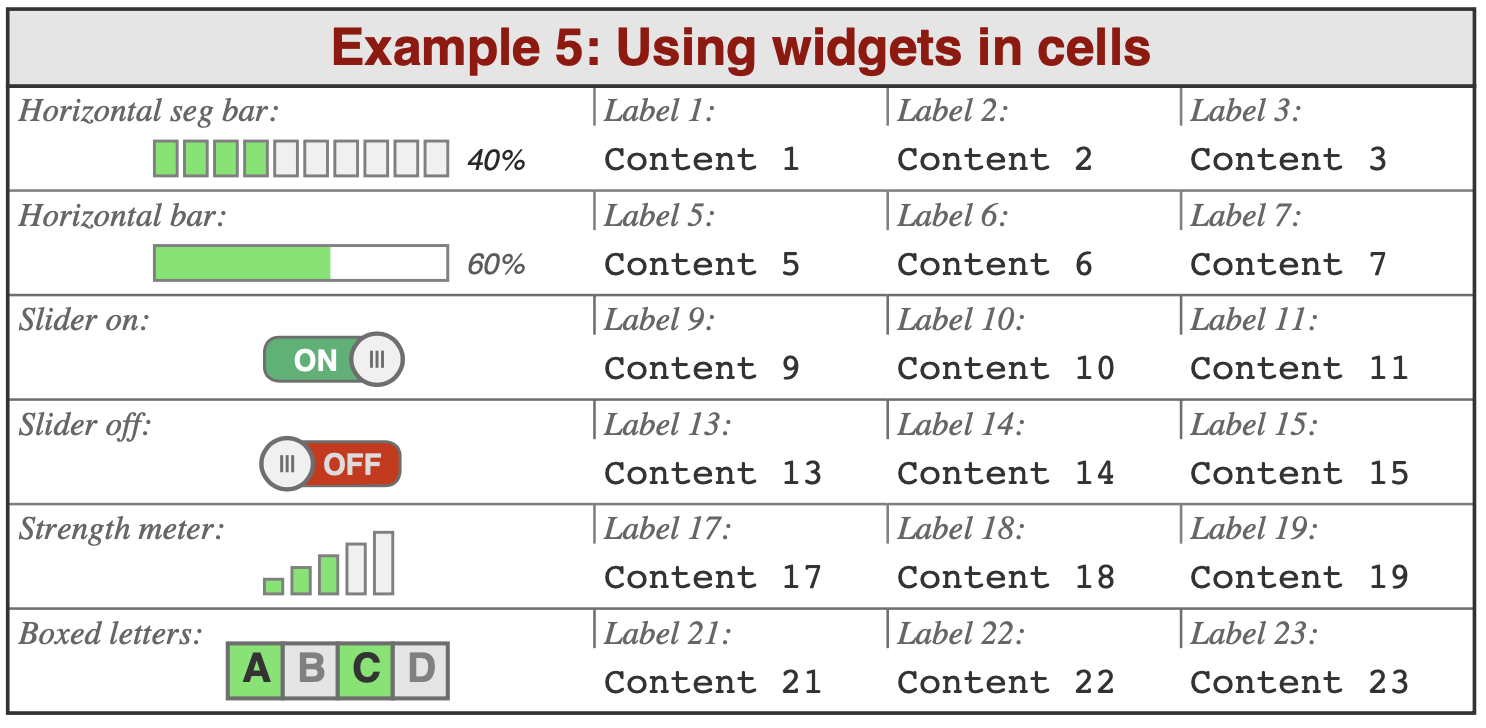 Example 5: Using widgets in cells
Horizontal seg bar: Label 1: Label 2: Label 3:
40% Content 1 Content 2 Content 3
Horizontal bar: Label 5: Label 6: Label 7:
60% Content 5 Content 6 Content 7
Slider on: Label 9: Label 10: Label 11:
ON Content 9 Content 10 Content 11
Slider off: Label 13: Label 14: Label 15:
OFF Content 13 Content 14 Content 15
Strength meter: Label 17: Label 18: Label 19:
Content 17 Content 18 Content 19
Boxed letters: Label 21: Label 22: Label 23:
A B C D Content 21 Content 22 Content 23